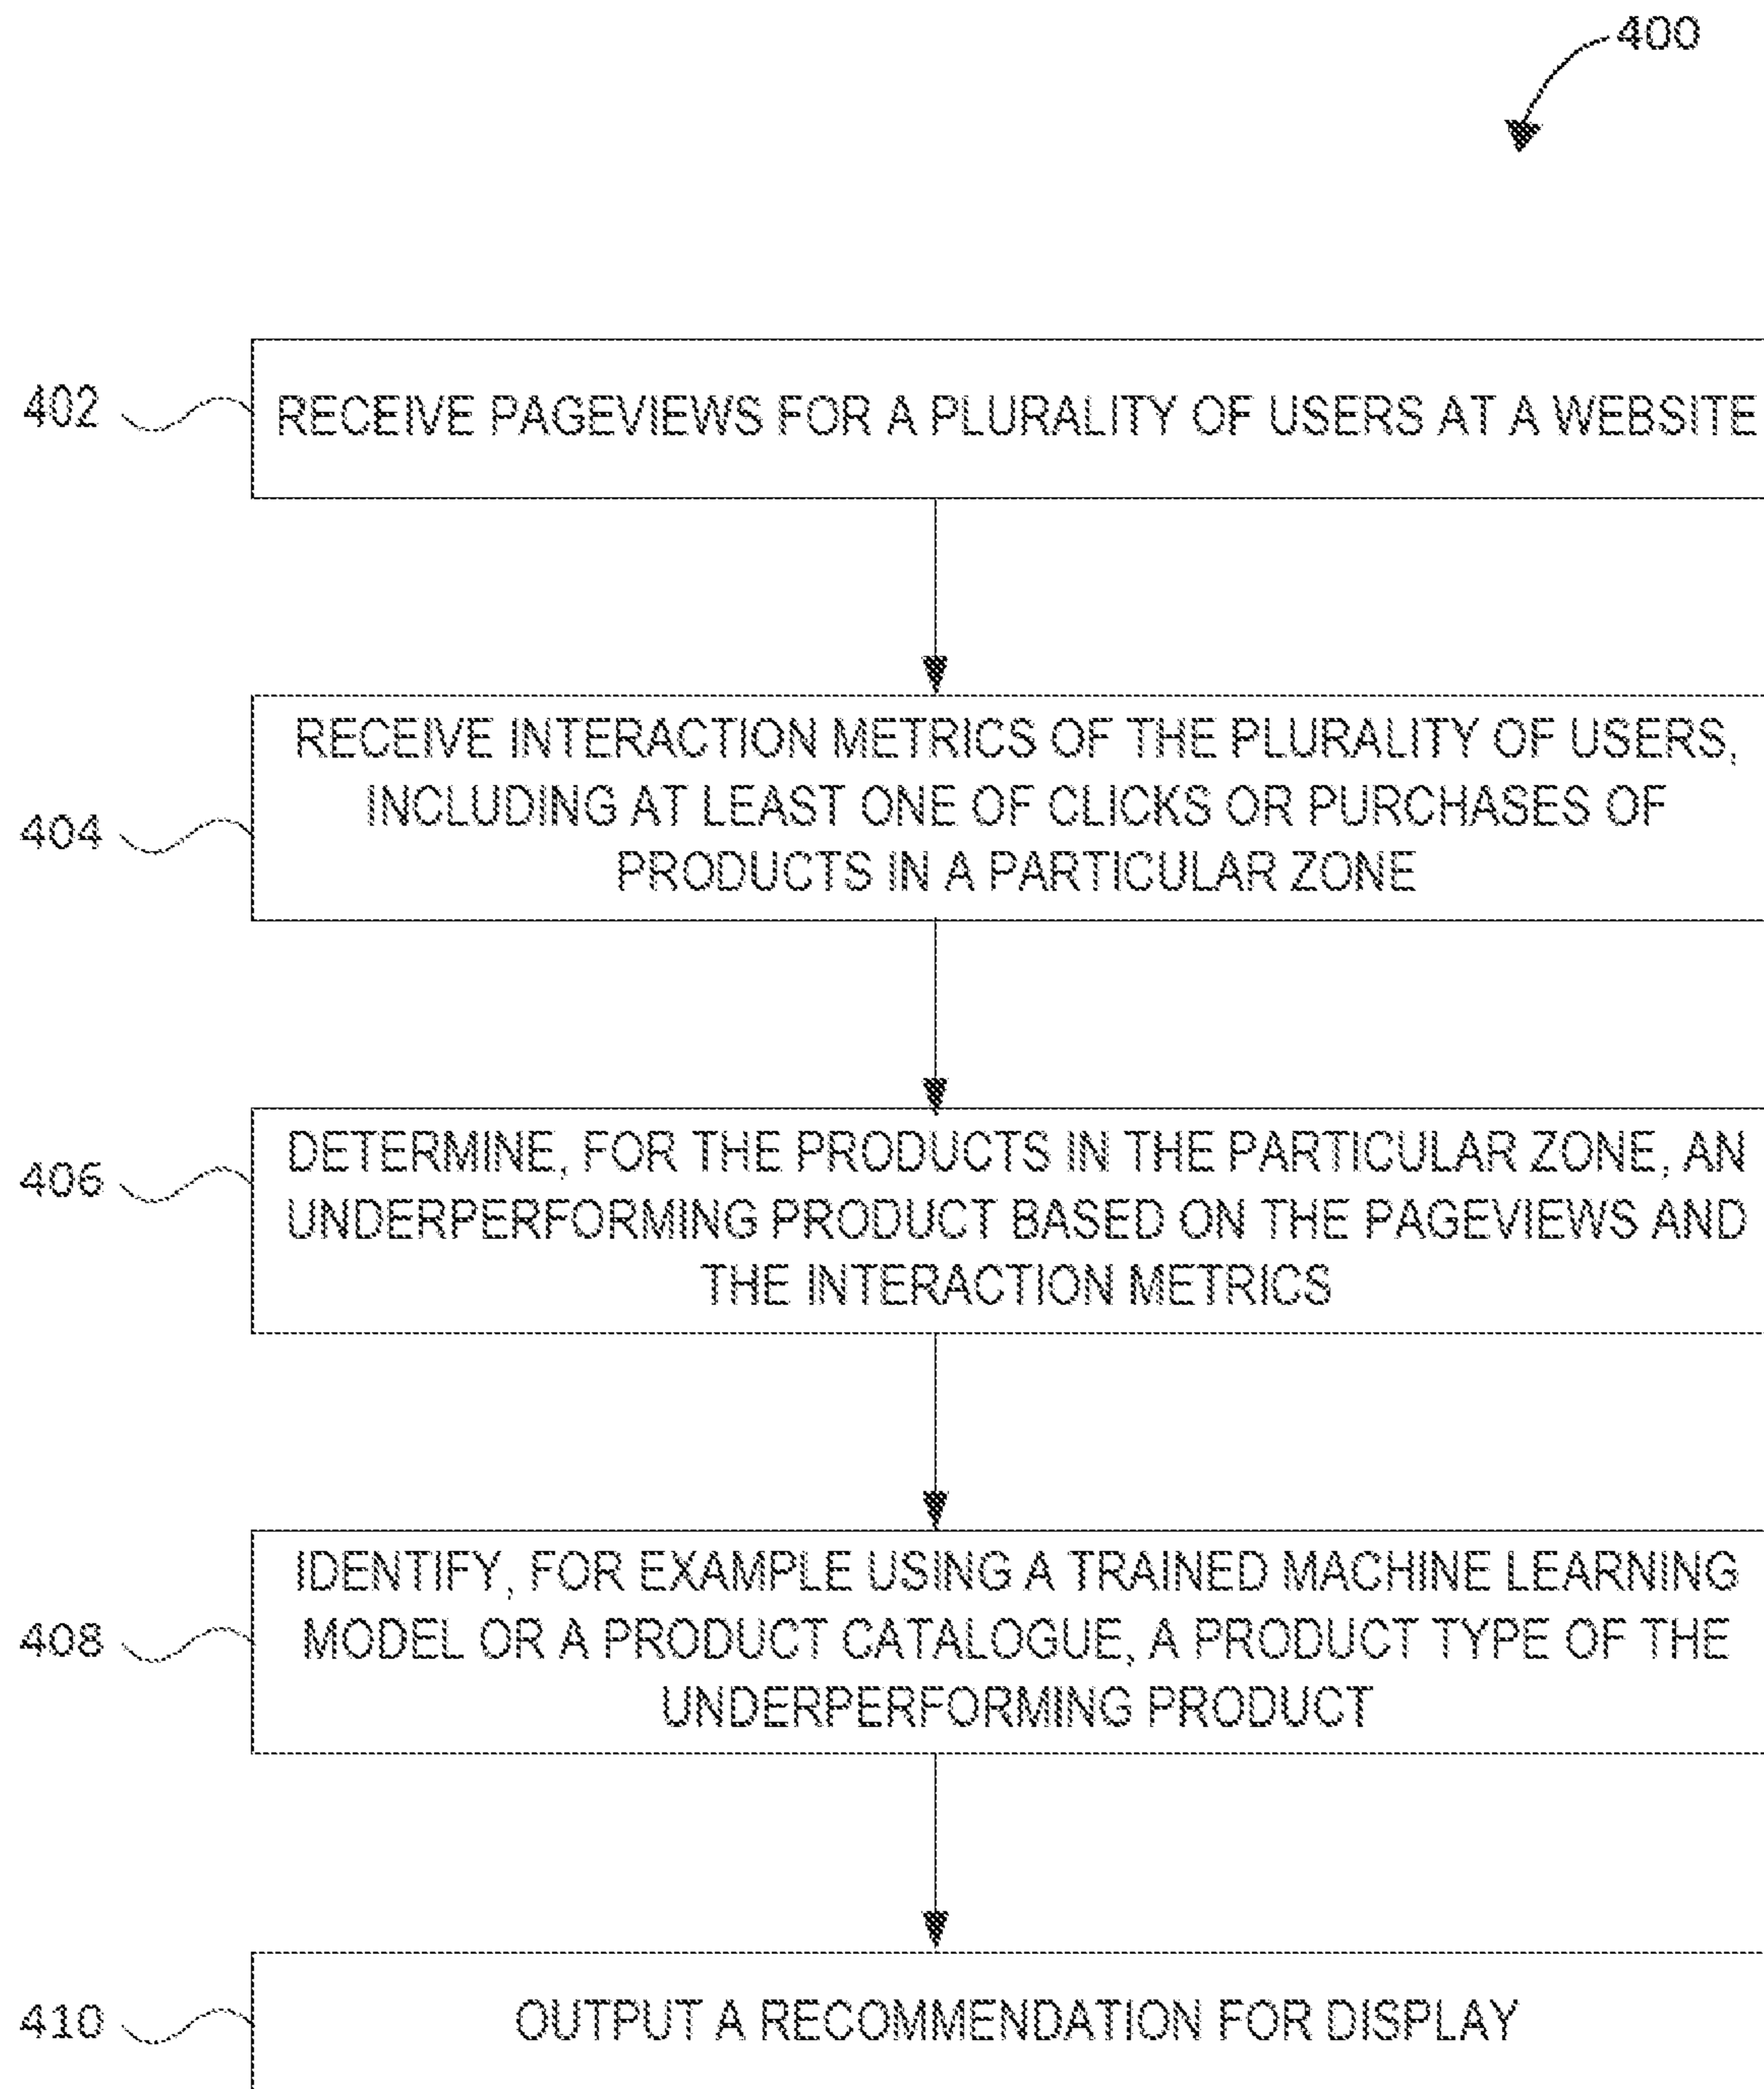 400
402
RECEIVE PAGEVIEWS FOR A PLURALITY OF USERS AT A WEBSITE
404
RECEIVE INTERACTION METRICS OF THE PLURALITY OF USERS,
INCLUDING AT LEAST ONE OF CLICKS OR PURCHASES OF
PRODUCTS IN A PARTICULAR ZONE
406
DETERMINE, FOR THE PRODUCTS IN THE PARTICULAR ZONE, AN
UNDERPERFORMING PRODUCT BASED ON THE PAGEVIEWS AND
THE INTERACTION METRICS
408
IDENTIFY, FOR EXAMPLE USING A TRAINED MACHINE LEARNING
MODEL OR A PRODUCT CATALOGUE, A PRODUCT TYPE OF THE
UNDERPERFORMING PRODUCT
410
OUTPUT A RECOMMENDATION FOR DISPLAY